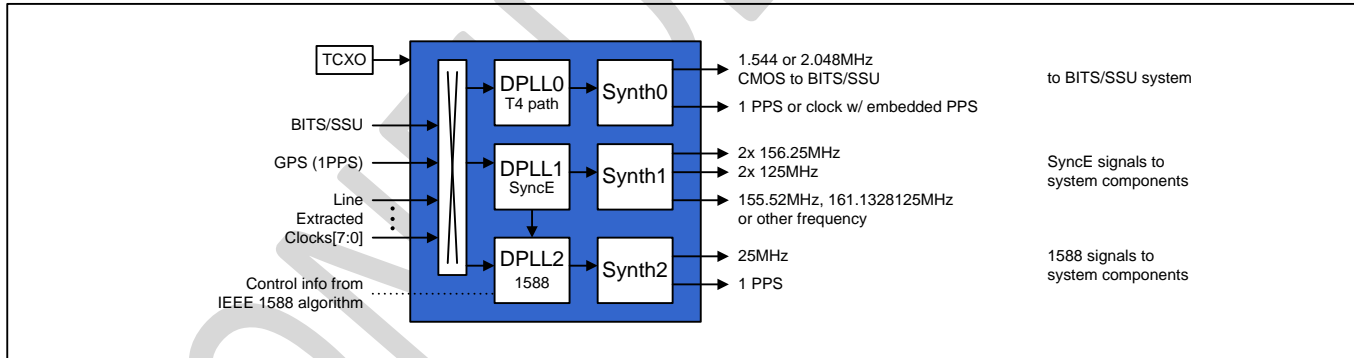 TCXO
BITS/SSU
GPS (1PPS)
Line
Extracted
Clocks[7:0]
Control info from
IEEE 1588 algorithm
DPLL0
T4 path
Synth0
DPLL1
SyncE
Synth1
DPLL2
1588
Synth2
1.544 or 2.048MHz
CMOS to BITS/SSU
1 PPS or clock w/ embedded PPS
2x 156.25MHz
2x 125MHz
155.52MHz, 161.1328125MHz
or other frequency
25MHz
1 PPS
to BITS/SSU system
SyncE signals to
system components
1588 signals to
system components